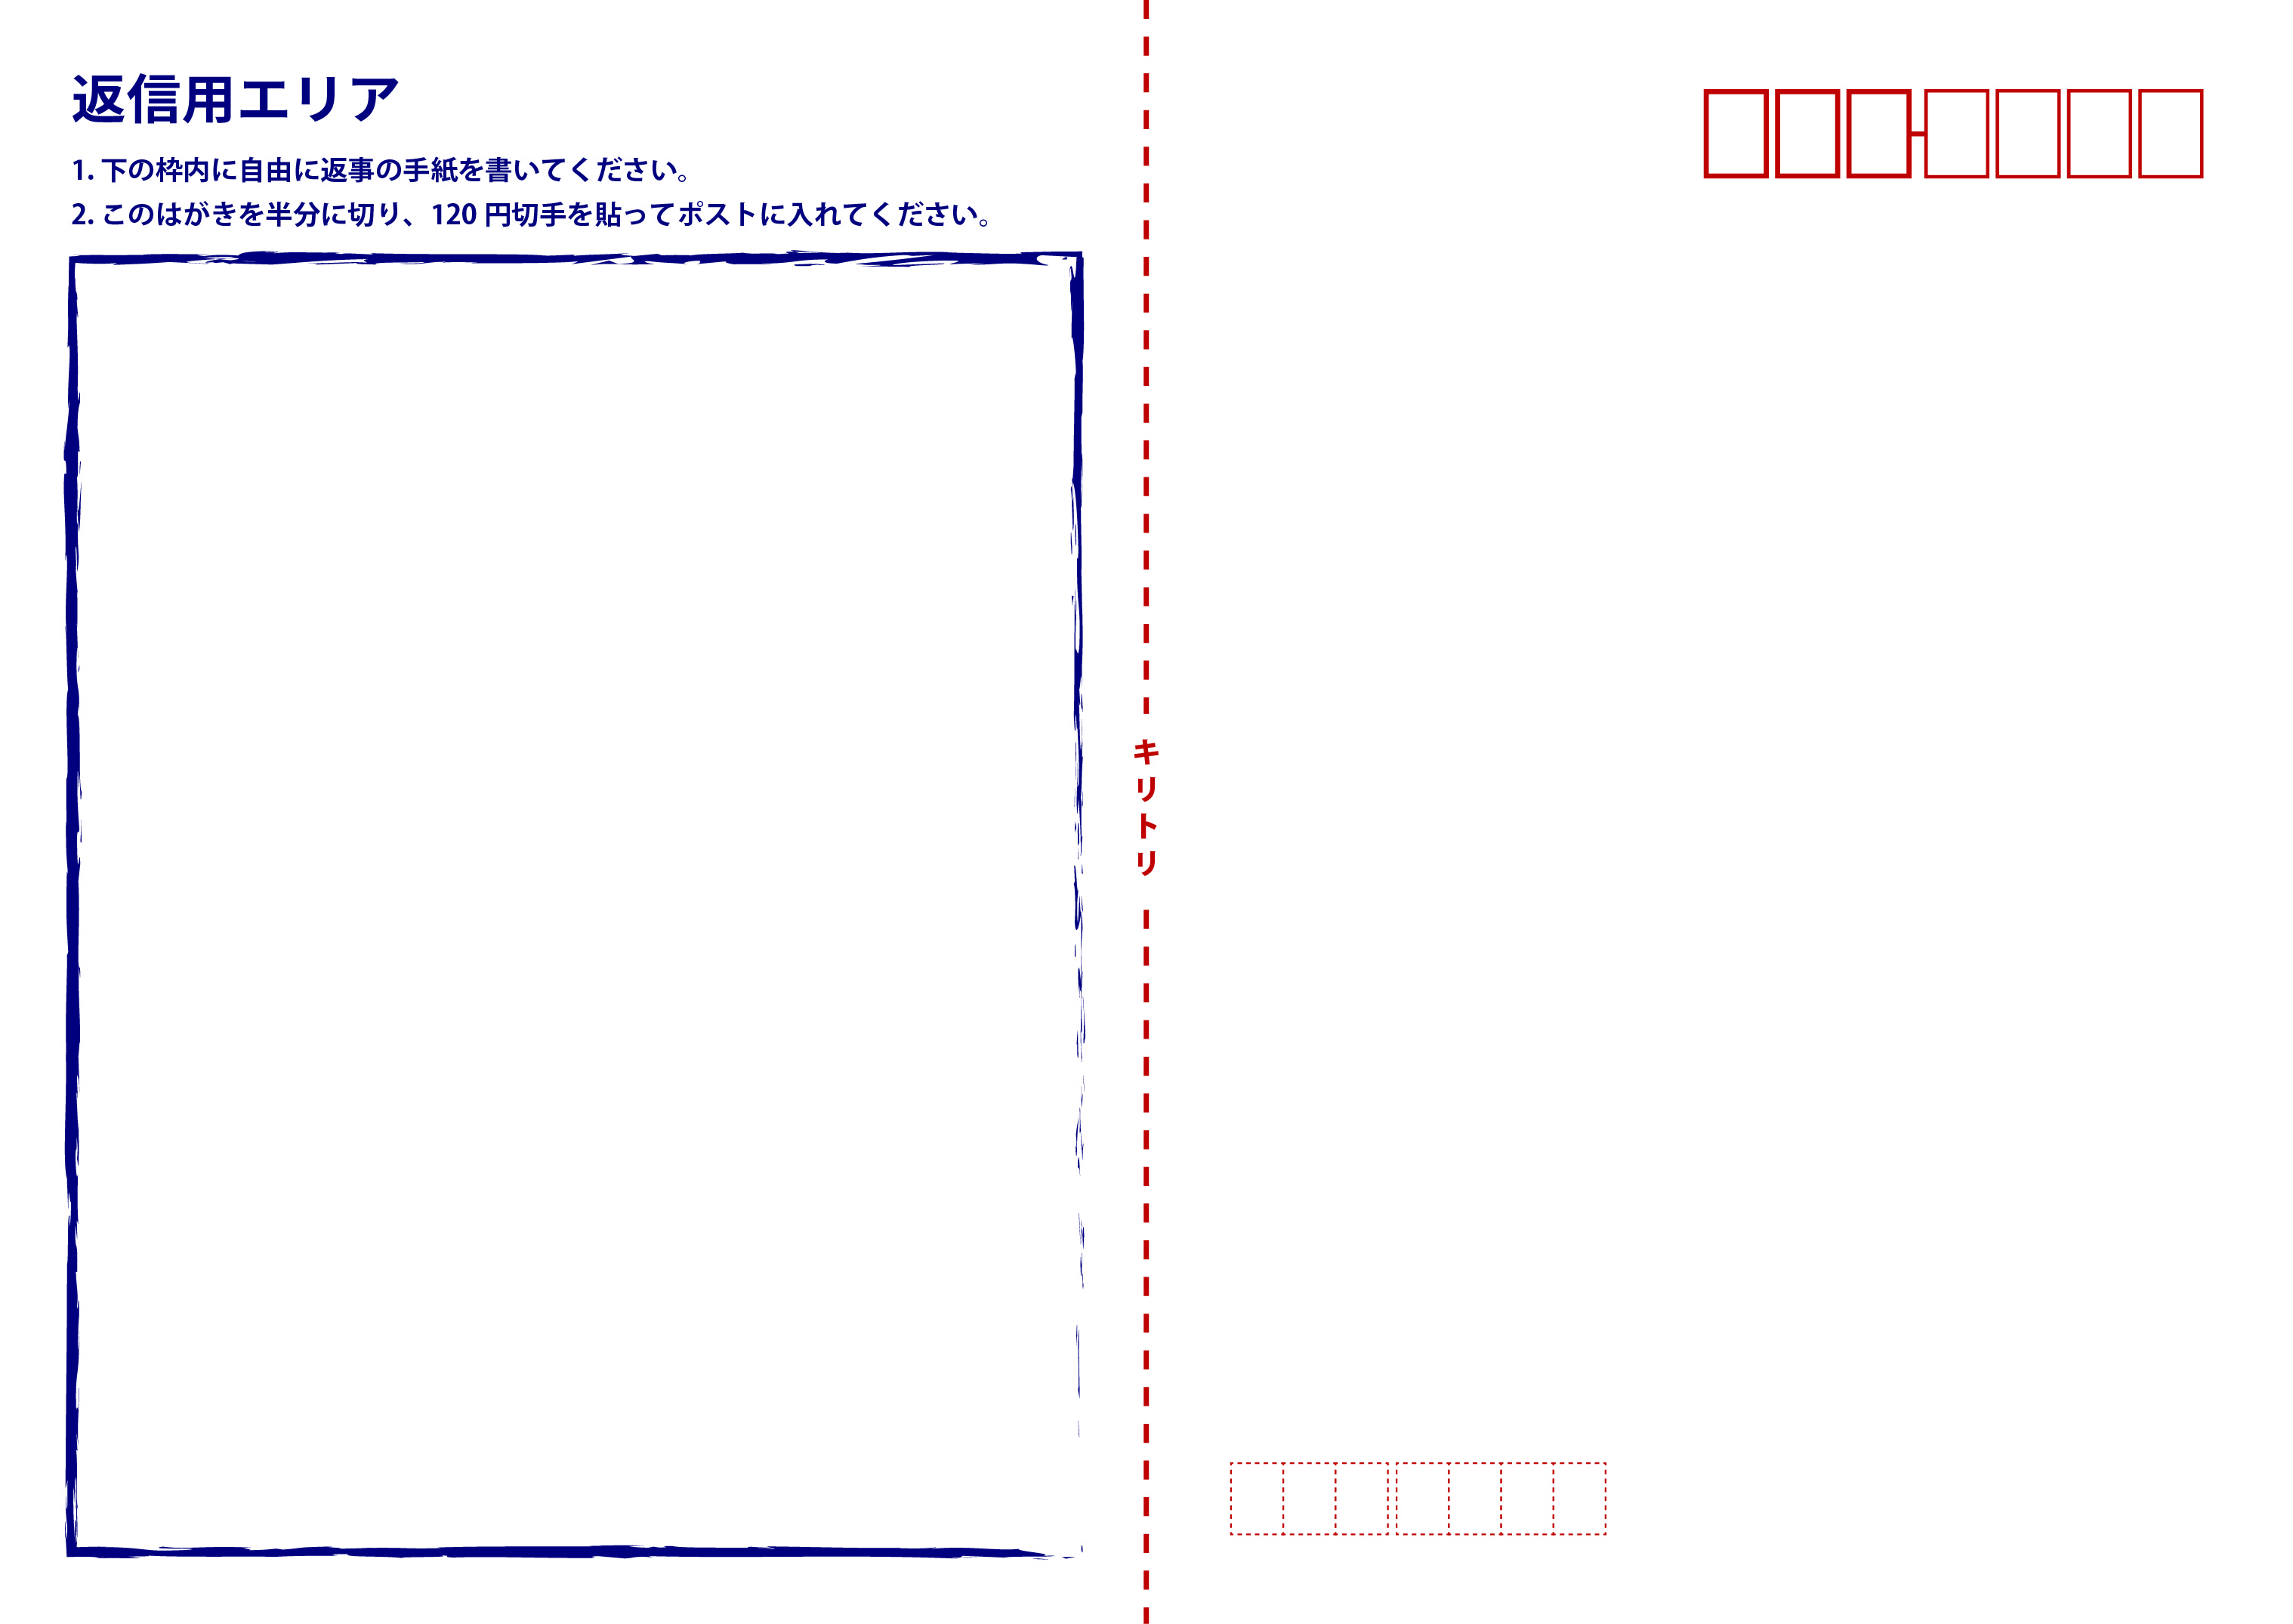 返信用エリア
1. 下の枠内に自由に返事の手紙を書いてください。
2. このはがきを半分に切り、120 円切手を貼ってポストに入れてください。
キリトリ